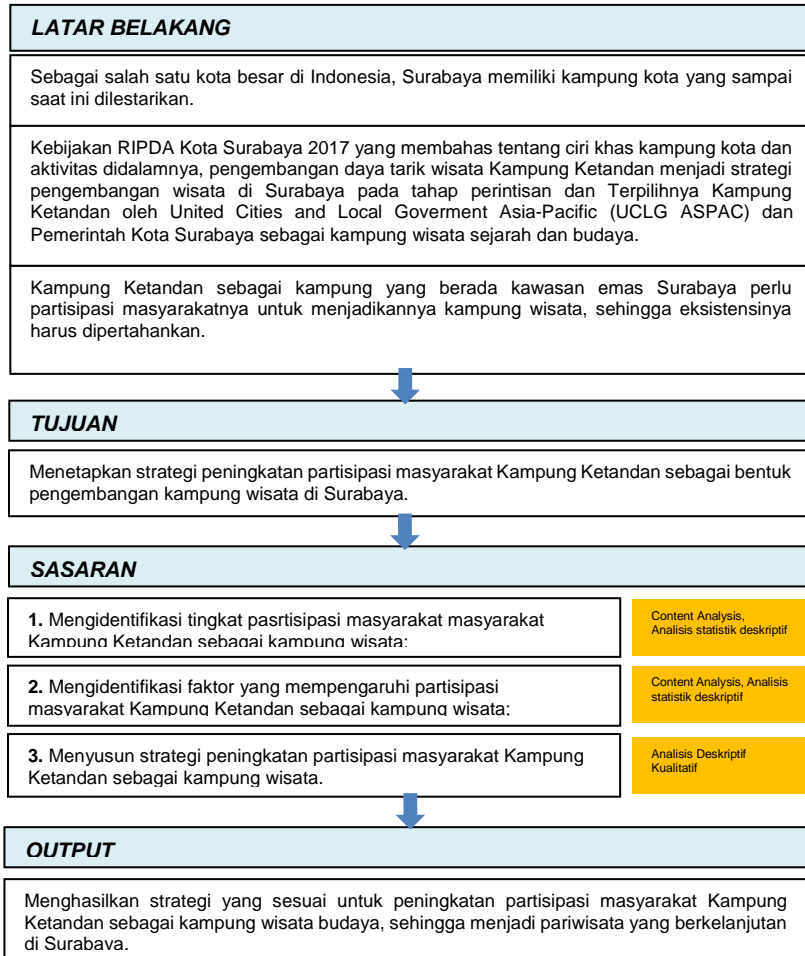 LATAR BELAKANG
Sebagai salah satu kota besar di Indonesia, Surabaya memiliki kampung kota yang sampai
saat ini dilestarikan.
Kebijakan RIPDA Kota Surabaya 2017 yang membahas tentang ciri khas kampung kota dan
aktivitas didalamnya, pengembangan daya tarik wisata Kampung Ketandan menjadi strategi
pengembangan wisata di Surabaya pada tahap perintisan dan Terpilihnya Kampung
Ketandan oleh United Cities and Local Goverment Asia-Pacific (UCLG ASPAC) dan
Pemerintah Kota Surabaya sebagai kampung wisata sejarah dan budaya.
Kampung Ketandan sebagai kampung yang berada kawasan emas Surabaya perlu
partisipasi masyarakatnya untuk menjadikannya kampung wisata, sehingga eksistensinya
harus dipertahankan.
TUJUAN
Menetapkan strategi peningkatan partisipasi masyarakat Kampung Ketandan sebagai bentuk
pengembangan kampung wisata di Surabaya.
SASARAN
1. Mengidentifikasi tingkat pasrtisipasi masyarakat masyarakat
Kampung Ketandan sebagai kampung wisata;
Content Analysis,
Analisis statistik deskriptif
2. Mengidentifikasi faktor yang mempengaruhi partisipasi
masyarakat Kampung Ketandan sebagai kampung wisata;
Content Analysis, Analisis
statistik deskriptif
3. Menyusun strategi peningkatan partisipasi masyarakat Kampung
Ketandan sebagai kampung wisata.
Analisis Deskriptif
Kualitatif
OUTPUT
Menghasilkan strategi yang sesuai untuk peningkatan partisipasi masyarakat Kampung
Ketandan sebagai kampung wisata budaya, sehingga menjadi pariwisata yang berkelanjutan
di Surabaya.